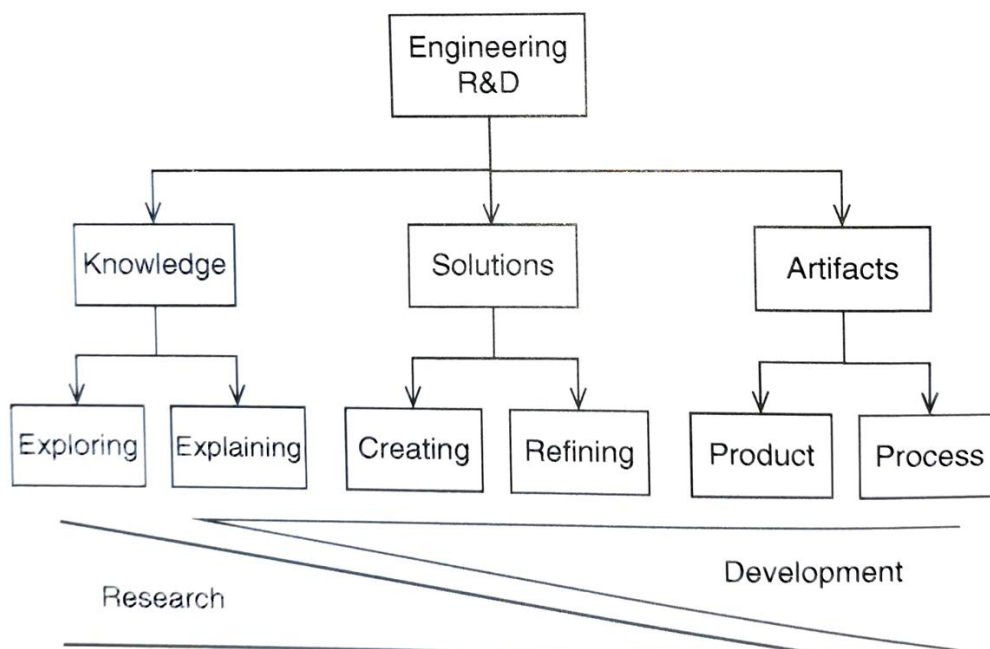 Engineering
R&D
Knowledge
Solutions
Artifacts
Exploring
Explaining
Creating
Refining
Product
Process
Development
Research